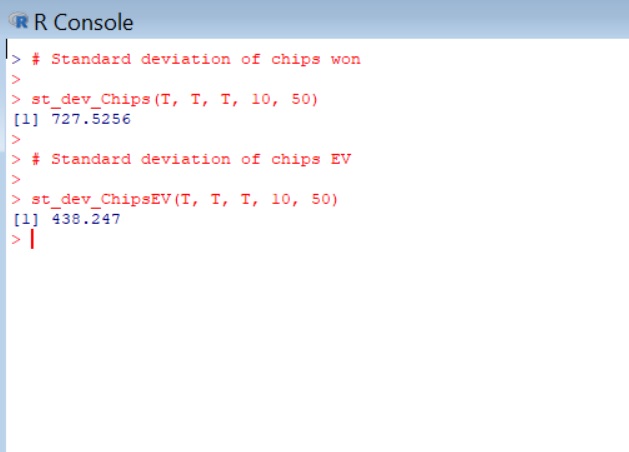 R R Console
> # Standard deviation of chips won
>
> st_dev_Chips(T, T, T, 10, 50)
[1] 727.5256
>
> # Standard deviation of chips EV
>
> st_dev_ChipsEV(T, T, T, 10, 50)
[1] 438.247
>